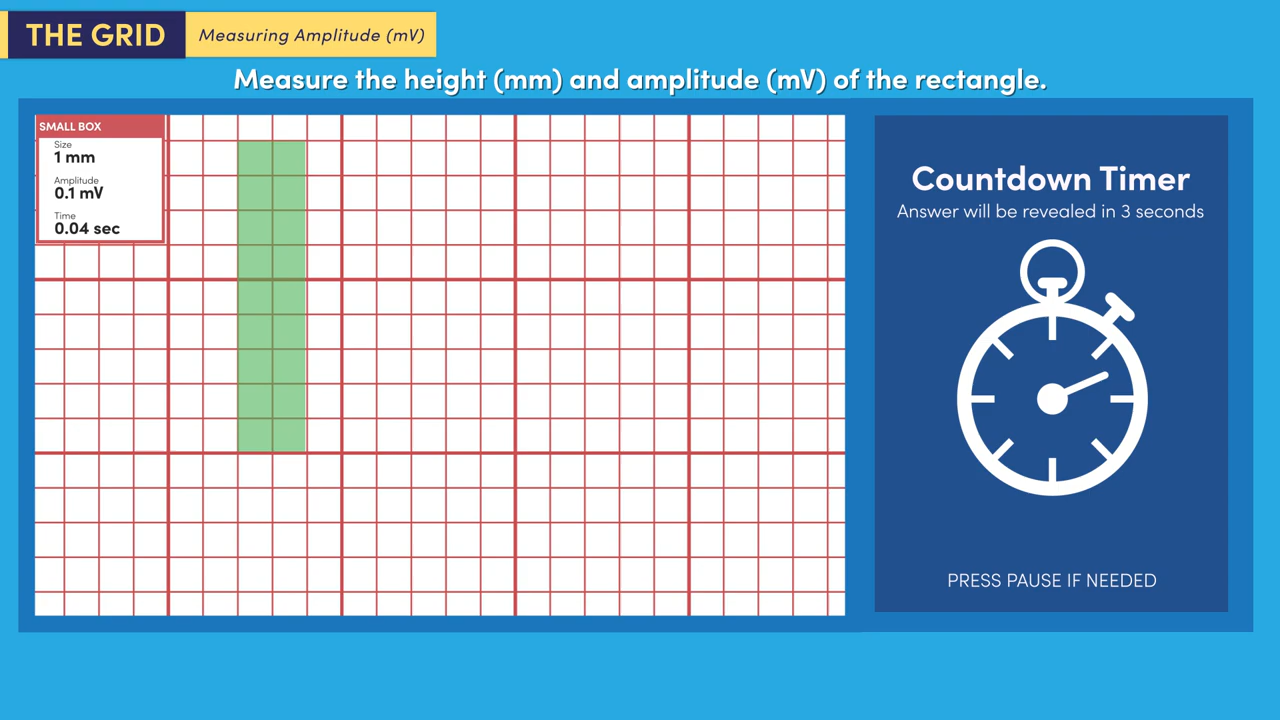 THE GRID
Measuring Amplitude (mV)
Measure the height (mm) and amplitude (mV) of the rectangle.
SMALL BOX
Size
1 mm
Amplitude
0.1 mV
Time
0.04 sec
Countdown Timer
Answer will be revealed in 3 seconds
PRESS PAUSE IF NEEDED